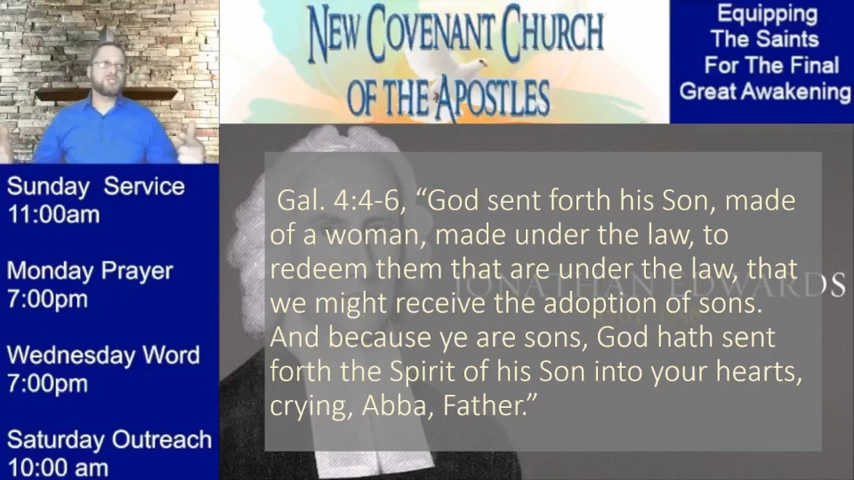 NEW COVENANT CHURCH
OF THE APOSTLES
Equipping
The Saints
For The Final
Great Awakening
Sunday Service
11:00am
Monday Prayer
7:00pm
Wednesday Word
7:00pm
Saturday Outreach
10:00 am
Gal. 4:4-6, “God sent forth his Son, made
of a woman, made under the law, to
redeem them that are under the law, that
we might receive the adoption of sons.
And because ye are sons, God hath sent
forth the Spirit of his Son into your hearts,
crying, Abba, Father.”
JONATHAN EDWARDS